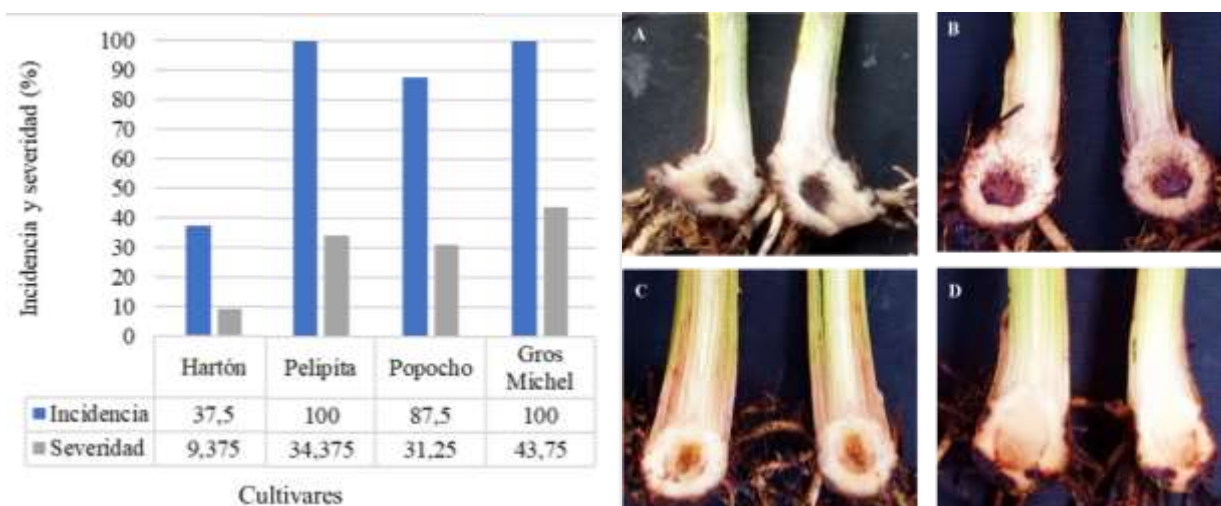 Incidencia y severidad (%)
100
90
80
70
60
50
40
30
20
10
0
Hartón Pelipita Popocho Gros Michel
Incidencia 37,5 100 87,5 100
Severidad 9,375 34,375 31,25 43,75
Cultivares
A
B
C
D